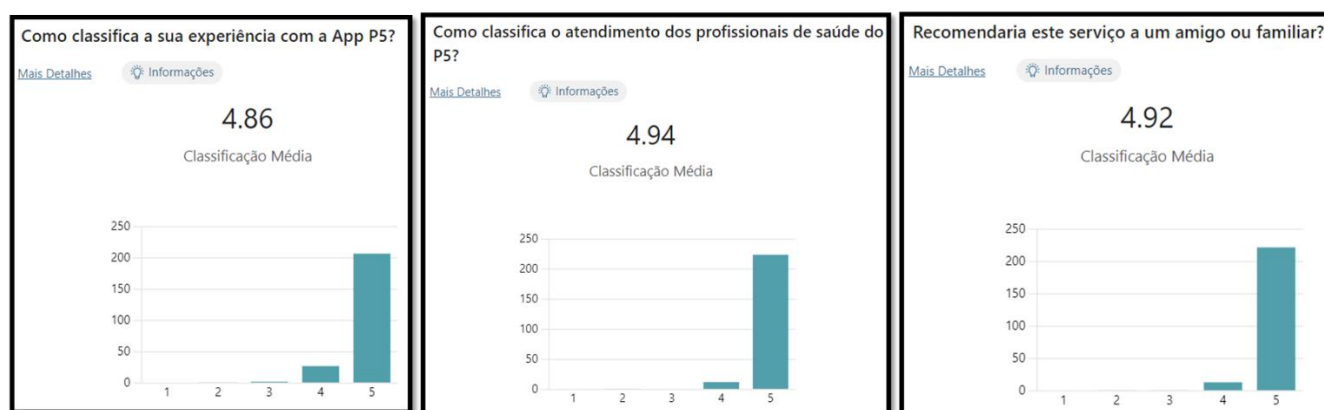 Como classifica a sua experiência com a App P5?
Mais Detalhes
Informações
4.86
Classificação Média
250
200
150
100
50
0
1 2 3 4 5
Como classifica o atendimento dos profissionais de saúde do
P5?
Mais Detalhes
Informações
4.94
Classificação Média
250
200
150
100
50
0
1 2 3 4 5
Recomendaria este serviço a um amigo ou familiar?
Mais Detalhes
Informações
4.92
Classificação Média
250
200
150
100
50
0
1 2 3 4 5